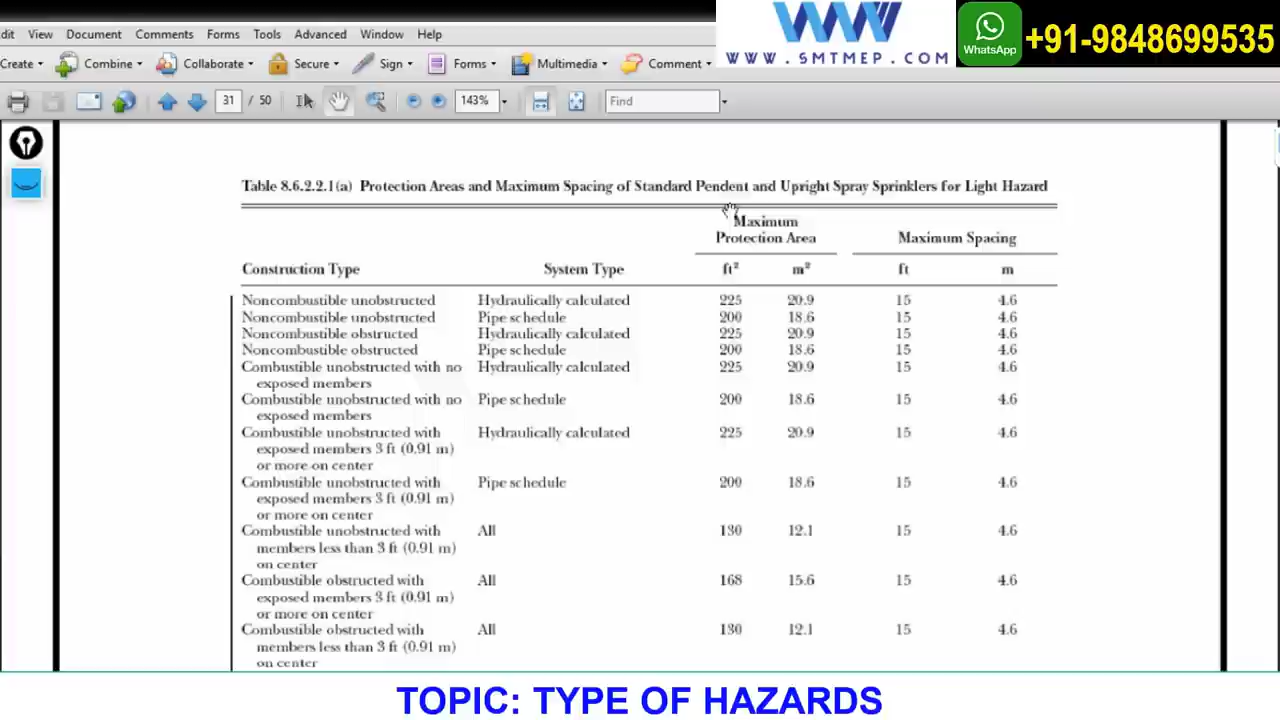 WhatsApp
+91-9848699535
WWW.SMTMEP.COM
dit View Document Comments Forms Tools Advanced Window Help
Create Combine Collaborate Secure Sign Forms Multimedia Comment
31 / 50 143% Find
Table 8.6.2.2.1(a) Protection Areas and Maximum Spacing of Standard Pendent and Upright Spray Sprinklers for Light Hazard
Maximum
Protection Area Maximum Spacing
Construction Type System Type ft² m² ft m
Noncombustible unobstructed Hydraulically calculated 225 20.9 15 4.6
Noncombustible unobstructed Pipe schedule 200 18.6 15 4.6
Noncombustible obstructed Hydraulically calculated 225 20.9 15 4.6
Noncombustible obstructed Pipe schedule 200 18.6 15 4.6
Combustible unobstructed with no Hydraulically calculated 225 20.9 15 4.6
exposed members
Combustible unobstructed with no Pipe schedule 200 18.6 15 4.6
exposed members
Combustible unobstructed with Hydraulically calculated 225 20.9 15 4.6
exposed members 3 ft (0.91 m)
or more on center
Combustible unobstructed with Pipe schedule 200 18.6 15 4.6
exposed members 3 ft (0.91 m)
or more on center
Combustible unobstructed with All 130 12.1 15 4.6
members less than 3 ft (0.91 m)
on center
Combustible obstructed with All 168 15.6 15 4.6
exposed members 3 ft (0.91 m)
or more on center
Combustible obstructed with All 130 12.1 15 4.6
members less than 3 ft (0.91 m)
on center
TOPIC: TYPE OF HAZARDS